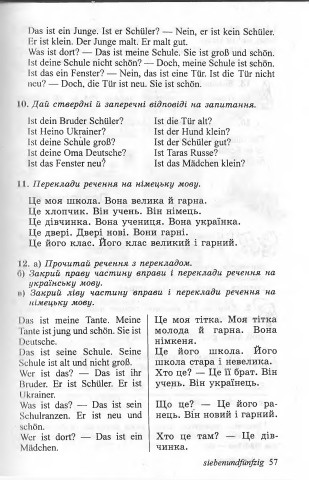 Das ist ein Junge. Ist er Schüler? — Nein, er ist kein Schüler.
Er ist klein. Der Junge malt. Er malt gut.
Was ist dort? — Das ist meine Schule. Sie ist groß und schön.
Ist deine Schule nicht schön? — Doch, meine Schule ist schön.
Ist das ein Fenster? — Nein, das ist eine Tür. Ist die Tür nicht
neu? — Doch, die Tür ist neu. Sie ist schön.
10. Дай ствердні й заперечні відповіді на запитання.
Ist dein Bruder Schüler? Ist die Tür alt?
Ist Heino Ukrainer? Ist der Hund klein?
Ist deine Schule groß? Ist der Schüler gut?
Ist deine Oma Deutsche? Ist Taras Russe?
Ist das Fenster neu? Ist das Mädchen klein?
11. Переклади речення на німецьку мову.
Це моя школа. Вона велика й гарна.
Це хлопчик. Він учень. Він німець.
Це дівчинка. Вона учениця. Вона українка.
Це двері. Двері нові. Вони гарні.
Це його клас. Його клас великий і гарний.
12. а) Прочитай речення з перекладом.
б) Закрий праву частину вправи і переклади речення на
українську мову.
в) Закрий ліву частину вправи і переклади речення на
німецьку мову.
Das ist meine Tante. Meine
Tante ist jung und schön. Sie ist
Deutsche.
Das ist seine Schule. Seine
Schule ist alt und nicht groß.
Wer ist das? — Das ist ihr
Bruder. Er ist Schüler. Er ist
Ukrainer.
Was ist das? — Das ist sein
Schulranzen. Er ist neu und
schön.
Wer ist dort? — Das ist ein
Mädchen.
Це моя тітка. Моя тітка
молода й гарна. Вона
німкеня.
Це його школа. Його
школа стара і невелика.
Хто це? — Це її брат. Він
учень. Він українець.
Що це? — Це його ра-
нець. Він новий і гарний.
Хто це там? — Це дів-
чинка.
siebenundfünfzig 57